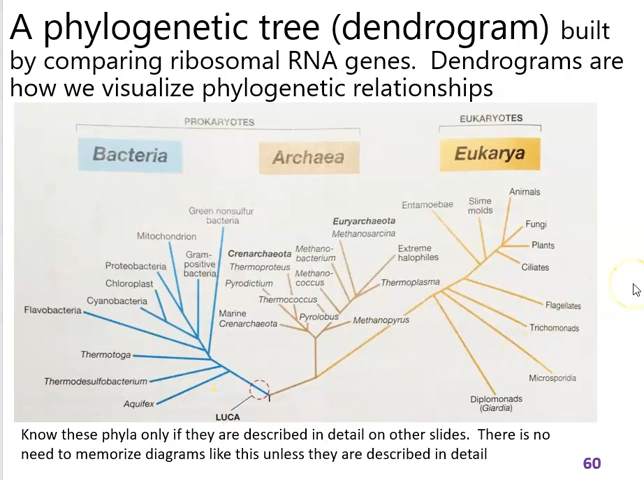 A phylogenetic tree (dendrogram) built
by comparing ribosomal RNA genes.  Dendrograms are
how we visualize phylogenetic relationships
PROKARYOTES
EUKARYOTES
Bacteria
Archaea
Eukarya
Green nonsulfur
bacteria
Mitochondrion
Gram-
positive
bacteria
Proteobacteria
Chloroplast
Cyanobacteria
Flavobacteria
Thermotoga
Thermodesulfobacterium
Aquifex
LUCA
Crenarchaeota
Thermoproteus
Pyrodictium
Thermococcus
Marine
Crenarchaeota
Pyrolobus
Methano-
bacterium
Methano-
coccus
Euryarchaeota
Methanosarcina
Extreme
halophiles
Thermoplasma
Methanopyrus
Entamoebae
Slime
molds
Animals
Fungi
Plants
Ciliates
Flagellates
Trichomonads
Microsporidia
Diplomonads
(Giardia)
Know these phyla only if they are described in detail on other slides.  There is no
need to memorize diagrams like this unless they are described in detail
60